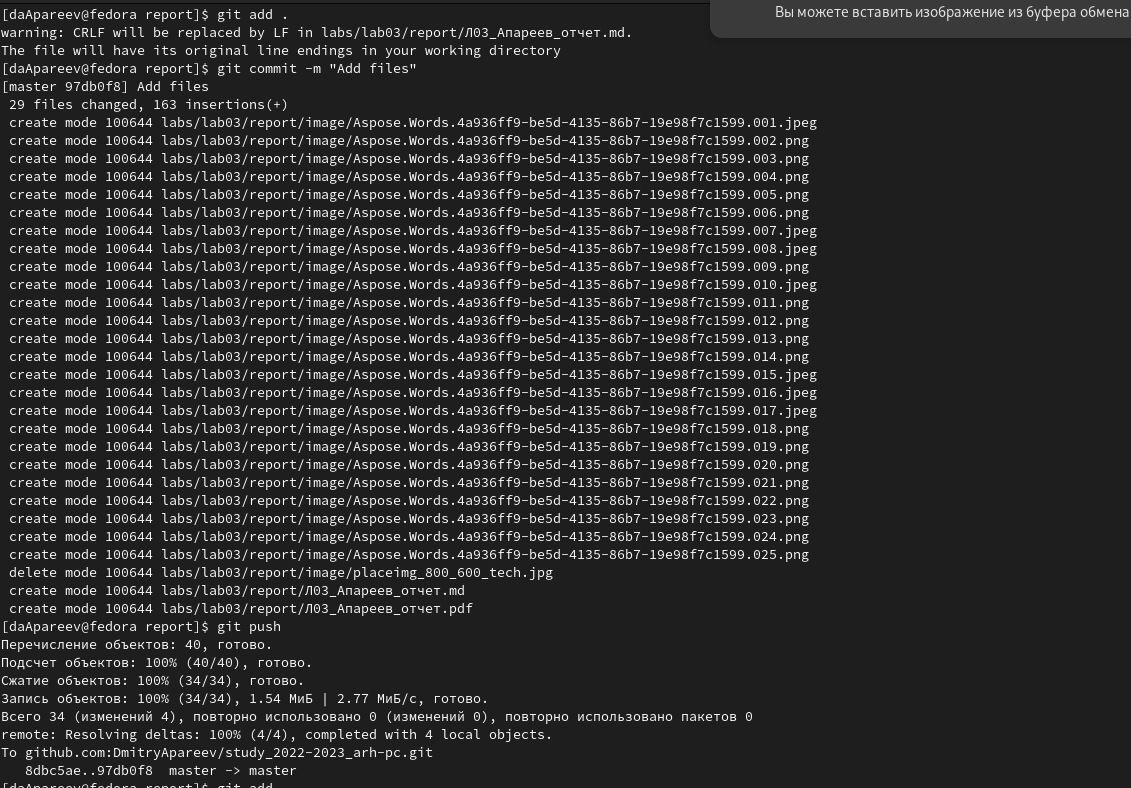 Вы можете вставить изображение из буфера обмена
[daApareev@fedora report]$ git add .
warning: CRLF will be replaced by LF in labs/lab03/report/Л03_Апареев_отчет.md.
The file will have its original line endings in your working directory
[daApareev@fedora report]$ git commit -m "Add files"
[master 97db0f8] Add files
 29 files changed, 163 insertions(+)
 create mode 100644 labs/lab03/report/image/Aspose.Words.4a936ff9-be5d-4135-86b7-19e98f7c1599.001.jpeg
 create mode 100644 labs/lab03/report/image/Aspose.Words.4a936ff9-be5d-4135-86b7-19e98f7c1599.002.png
 create mode 100644 labs/lab03/report/image/Aspose.Words.4a936ff9-be5d-4135-86b7-19e98f7c1599.003.png
 create mode 100644 labs/lab03/report/image/Aspose.Words.4a936ff9-be5d-4135-86b7-19e98f7c1599.004.png
 create mode 100644 labs/lab03/report/image/Aspose.Words.4a936ff9-be5d-4135-86b7-19e98f7c1599.005.png
 create mode 100644 labs/lab03/report/image/Aspose.Words.4a936ff9-be5d-4135-86b7-19e98f7c1599.006.png
 create mode 100644 labs/lab03/report/image/Aspose.Words.4a936ff9-be5d-4135-86b7-19e98f7c1599.007.jpeg
 create mode 100644 labs/lab03/report/image/Aspose.Words.4a936ff9-be5d-4135-86b7-19e98f7c1599.008.jpeg
 create mode 100644 labs/lab03/report/image/Aspose.Words.4a936ff9-be5d-4135-86b7-19e98f7c1599.009.png
 create mode 100644 labs/lab03/report/image/Aspose.Words.4a936ff9-be5d-4135-86b7-19e98f7c1599.010.jpeg
 create mode 100644 labs/lab03/report/image/Aspose.Words.4a936ff9-be5d-4135-86b7-19e98f7c1599.011.png
 create mode 100644 labs/lab03/report/image/Aspose.Words.4a936ff9-be5d-4135-86b7-19e98f7c1599.012.png
 create mode 100644 labs/lab03/report/image/Aspose.Words.4a936ff9-be5d-4135-86b7-19e98f7c1599.013.png
 create mode 100644 labs/lab03/report/image/Aspose.Words.4a936ff9-be5d-4135-86b7-19e98f7c1599.014.png
 create mode 100644 labs/lab03/report/image/Aspose.Words.4a936ff9-be5d-4135-86b7-19e98f7c1599.015.jpeg
 create mode 100644 labs/lab03/report/image/Aspose.Words.4a936ff9-be5d-4135-86b7-19e98f7c1599.016.jpeg
 create mode 100644 labs/lab03/report/image/Aspose.Words.4a936ff9-be5d-4135-86b7-19e98f7c1599.017.jpeg
 create mode 100644 labs/lab03/report/image/Aspose.Words.4a936ff9-be5d-4135-86b7-19e98f7c1599.018.png
 create mode 100644 labs/lab03/report/image/Aspose.Words.4a936ff9-be5d-4135-86b7-19e98f7c1599.019.png
 create mode 100644 labs/lab03/report/image/Aspose.Words.4a936ff9-be5d-4135-86b7-19e98f7c1599.020.png
 create mode 100644 labs/lab03/report/image/Aspose.Words.4a936ff9-be5d-4135-86b7-19e98f7c1599.021.png
 create mode 100644 labs/lab03/report/image/Aspose.Words.4a936ff9-be5d-4135-86b7-19e98f7c1599.022.png
 create mode 100644 labs/lab03/report/image/Aspose.Words.4a936ff9-be5d-4135-86b7-19e98f7c1599.023.png
 create mode 100644 labs/lab03/report/image/Aspose.Words.4a936ff9-be5d-4135-86b7-19e98f7c1599.024.png
 create mode 100644 labs/lab03/report/image/Aspose.Words.4a936ff9-be5d-4135-86b7-19e98f7c1599.025.png
 delete mode 100644 labs/lab03/report/image/placeimg_800_600_tech.jpg
 create mode 100644 labs/lab03/report/Л03_Апареев_отчет.md
 create mode 100644 labs/lab03/report/Л03_Апареев_отчет.pdf
[daApareev@fedora report]$ git push
Перечисление объектов: 40, готово.
Подсчет объектов: 100% (40/40), готово.
Сжатие объектов: 100% (34/34), готово.
Запись объектов: 100% (34/34), 1.54 МиБ | 2.77 МиБ/с, готово.
Всего 34 (изменений 4), повторно использовано 0 (изменений 0), повторно использовано пакетов 0
remote: Resolving deltas: 100% (4/4), completed with 4 local objects.
To github.com:DmitryApareev/study_2022-2023_arh-pc.git
   8dbc5ae..97db0f8  master -> master
[daApareev@fedora report]$ git add